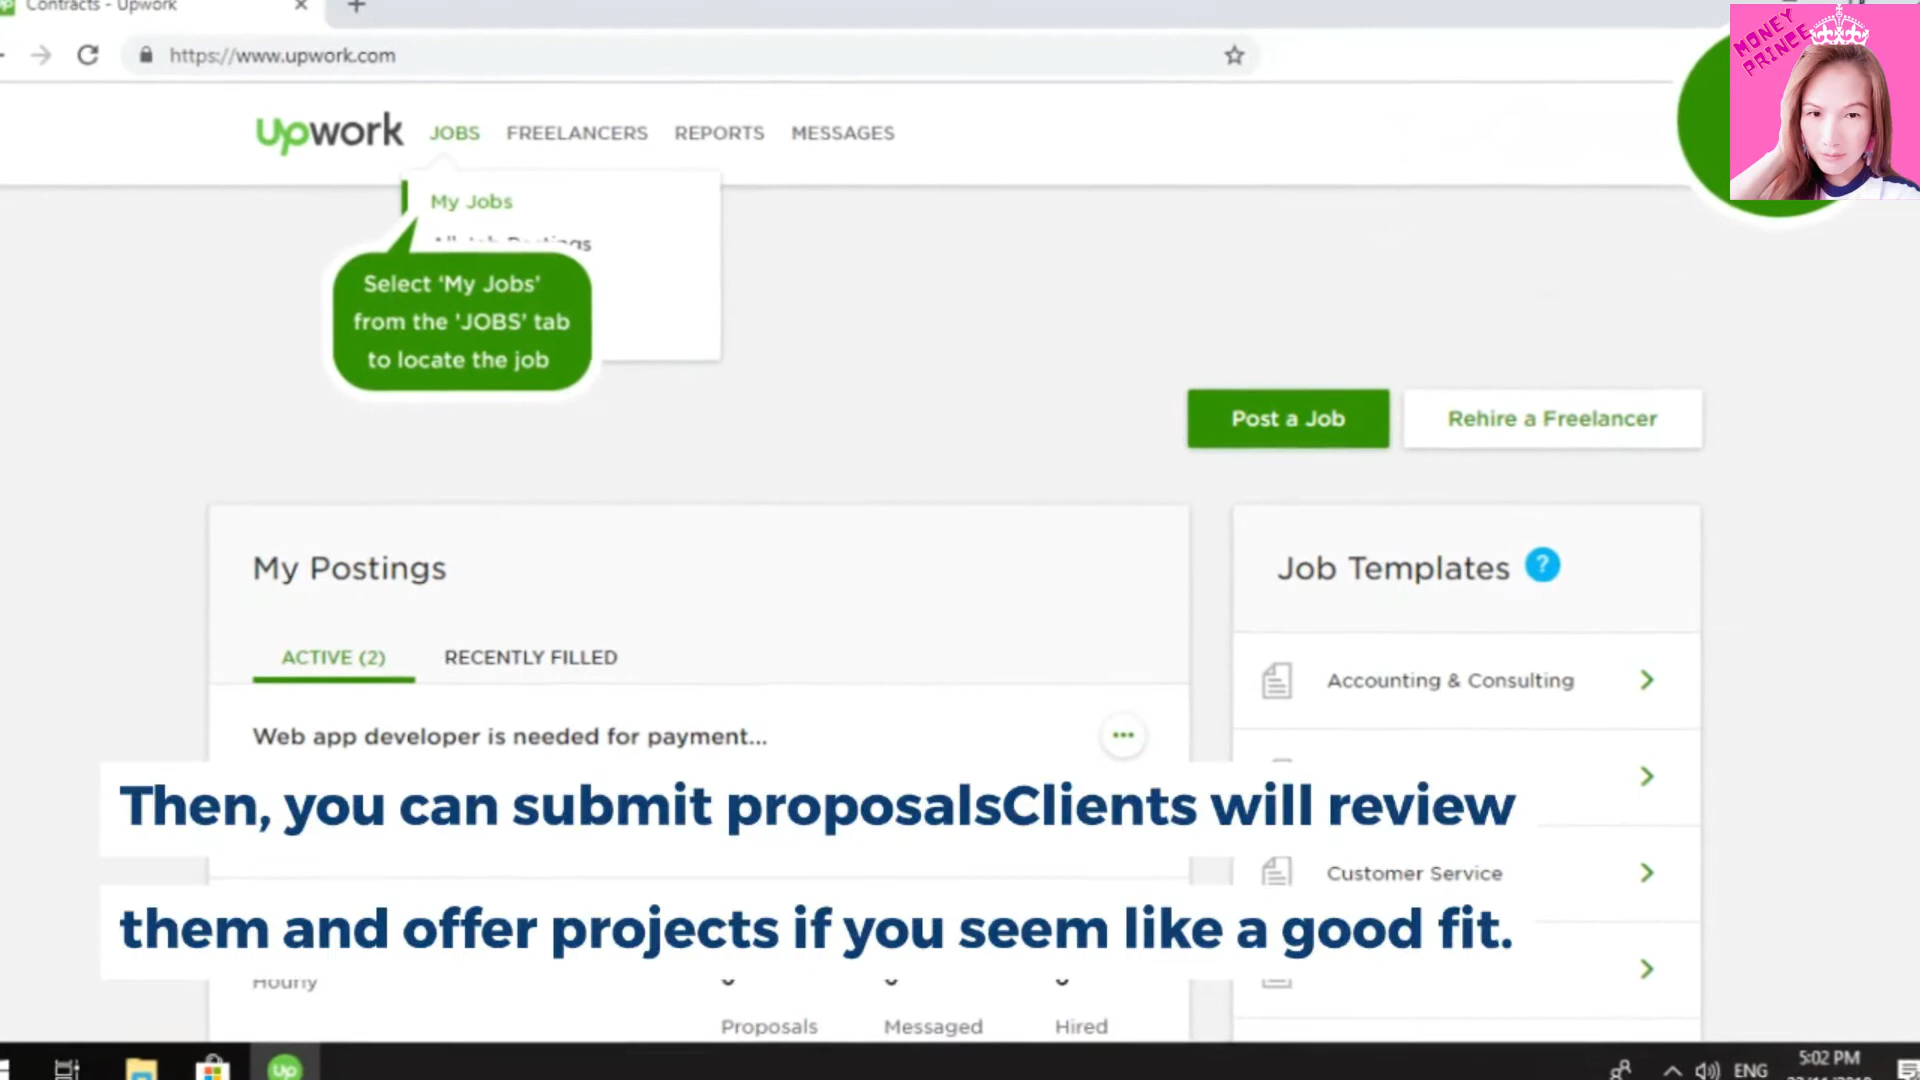 Contracts - Upwork
https://www.upwork.com
MONEY
PRINCE
Upwork JOBS FREELANCERS REPORTS MESSAGES
My Jobs
Select ‘My Jobs’
from the 'JOBS' tab
to locate the job
Post a Job Rehire a Freelancer
My Postings
Job Templates ?
ACTIVE (2) RECENTLY FILLED
Accounting & Consulting
Web app developer is needed for payment...
Then, you can submit proposalsClients will review
Customer Service
them and offer projects if you seem like a good fit.
Hourly
Proposals Messaged Hired
Up
ENG
5:02 PM